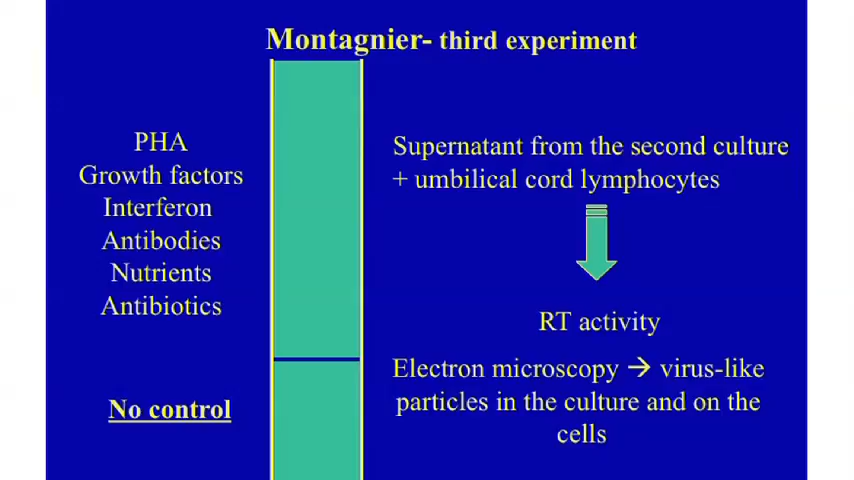 Montagnier- third experiment
PHA
Growth factors
Interferon
Antibodies
Nutrients
Antibiotics
No control
Supernatant from the second culture
+ umbilical cord lymphocytes
RT activity
Electron microscopy → virus-like
particles in the culture and on the
cells